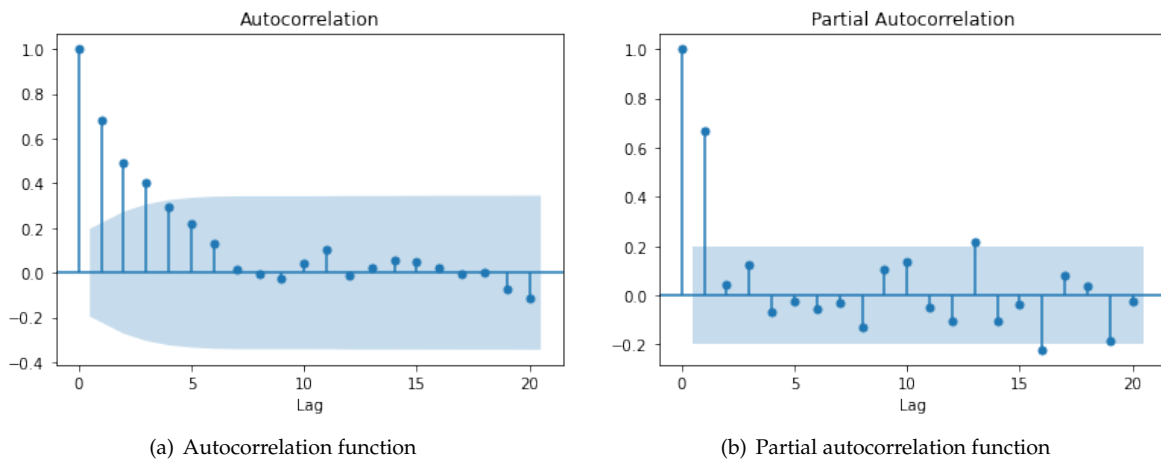 Autocorrelation
1.0
0.8
0.6
0.4
0.2
0.0
−0.2
−0.4
0 5 10 15 20
Lag
(a) Autocorrelation function
Partial Autocorrelation
1.0
0.8
0.6
0.4
0.2
0.0
−0.2
0 5 10 15 20
Lag
(b) Partial autocorrelation function